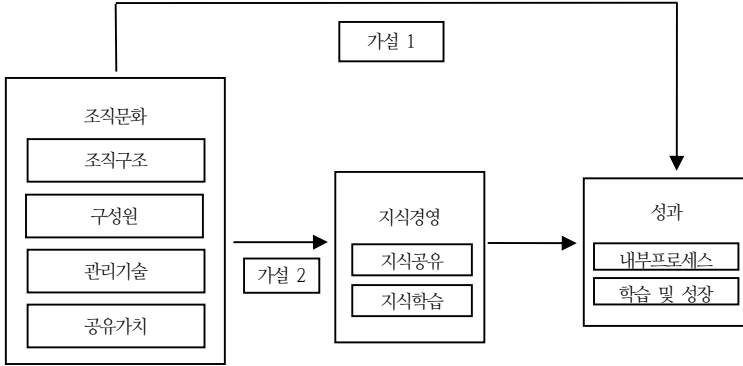 가설 1
조직문화
조직구조
구성원
관리기술
공유가치
가설 2
지식경영
지식공유
지식학습
성과
내부프로세스
학습 및 성장